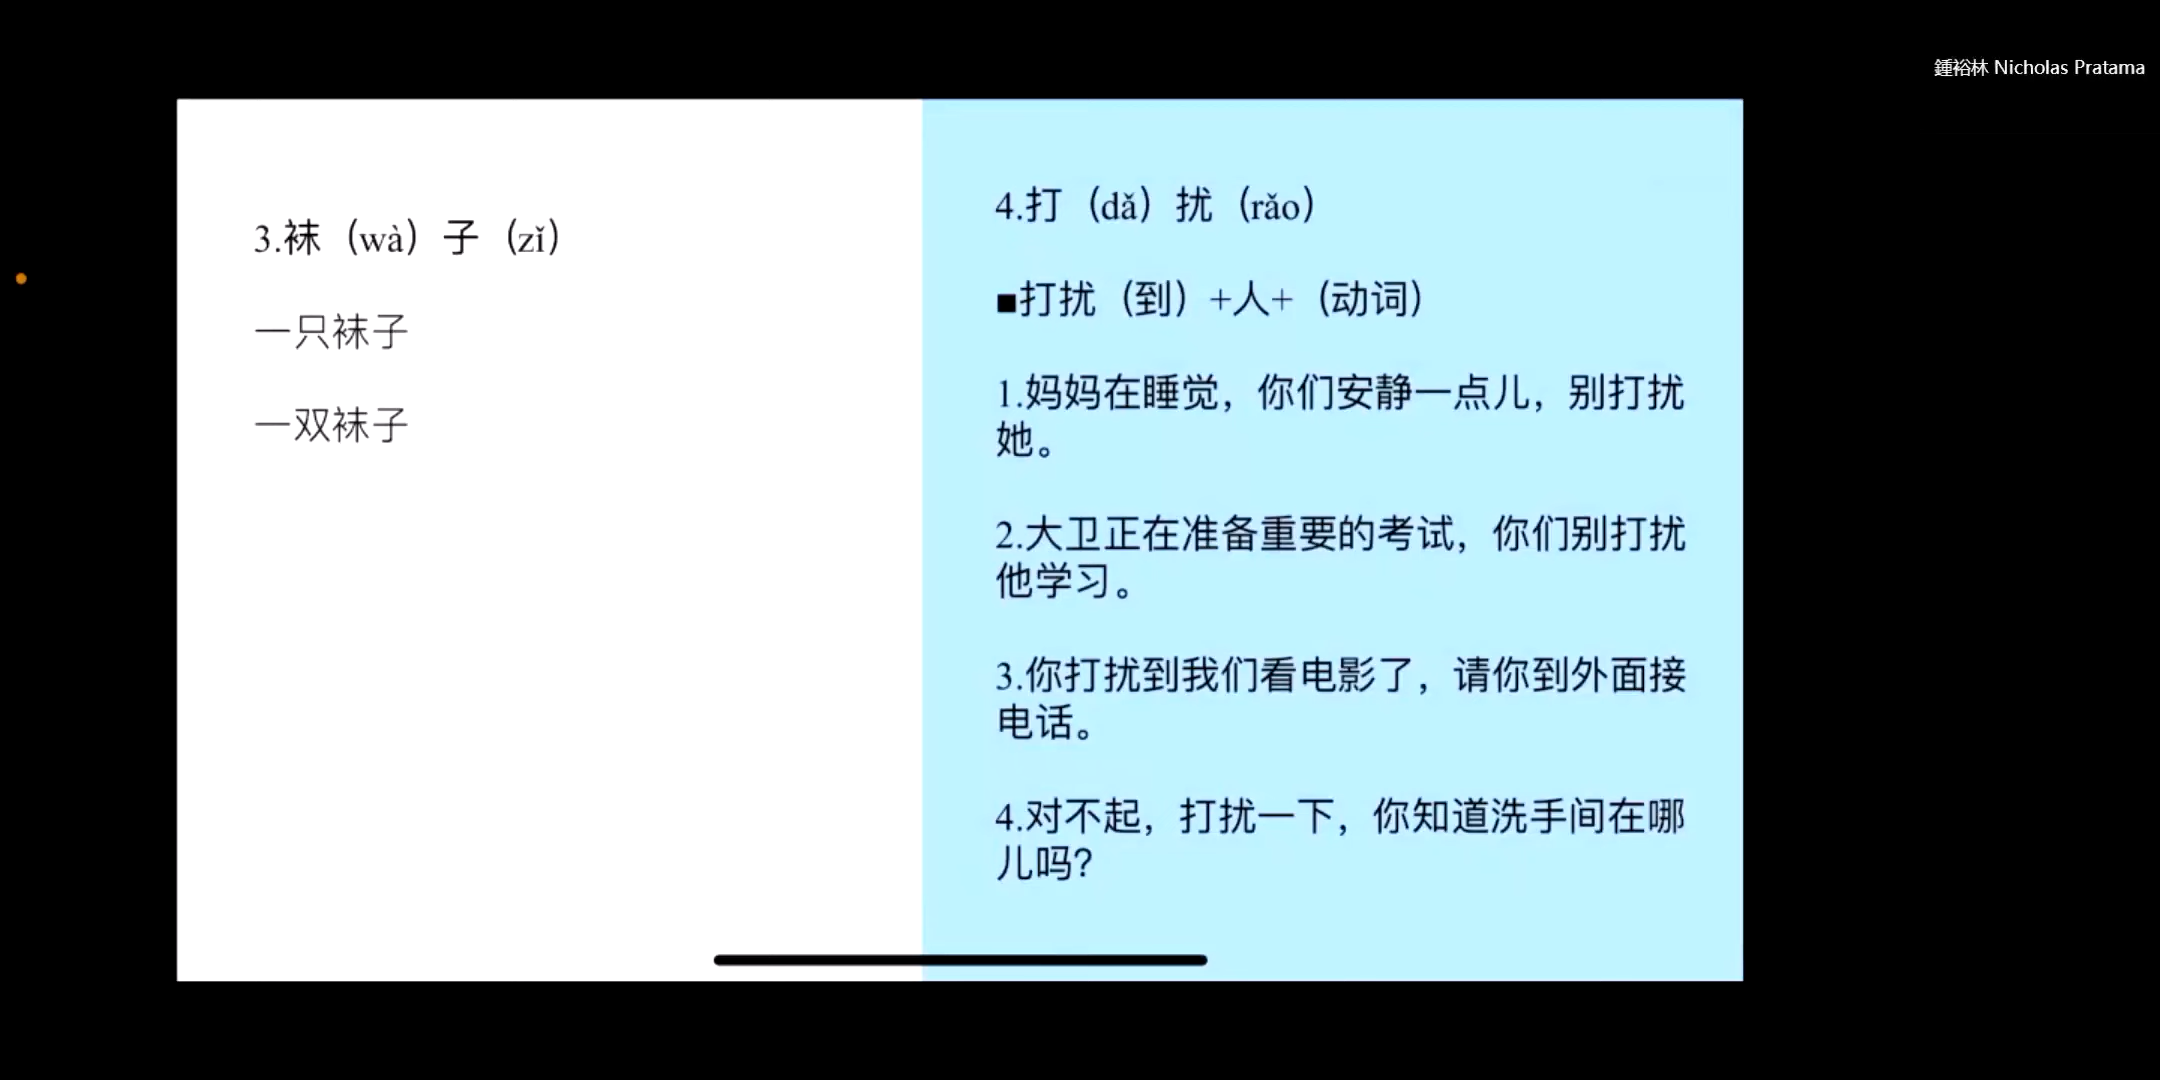 鍾裕林 Nicholas Pratama
3.袜（wà）子（zǐ）
一只袜子
一双袜子
4.打（dǎ）扰（rǎo）
■打扰（到）+人+（动词）
1.妈妈在睡觉，你们安静一点儿，别打扰
她。
2.大卫正在准备重要的考试，你们别打扰
他学习。
3.你打扰到我们看电影了，请你到外面接
电话。
4.对不起，打扰一下，你知道洗手间在哪
儿吗？